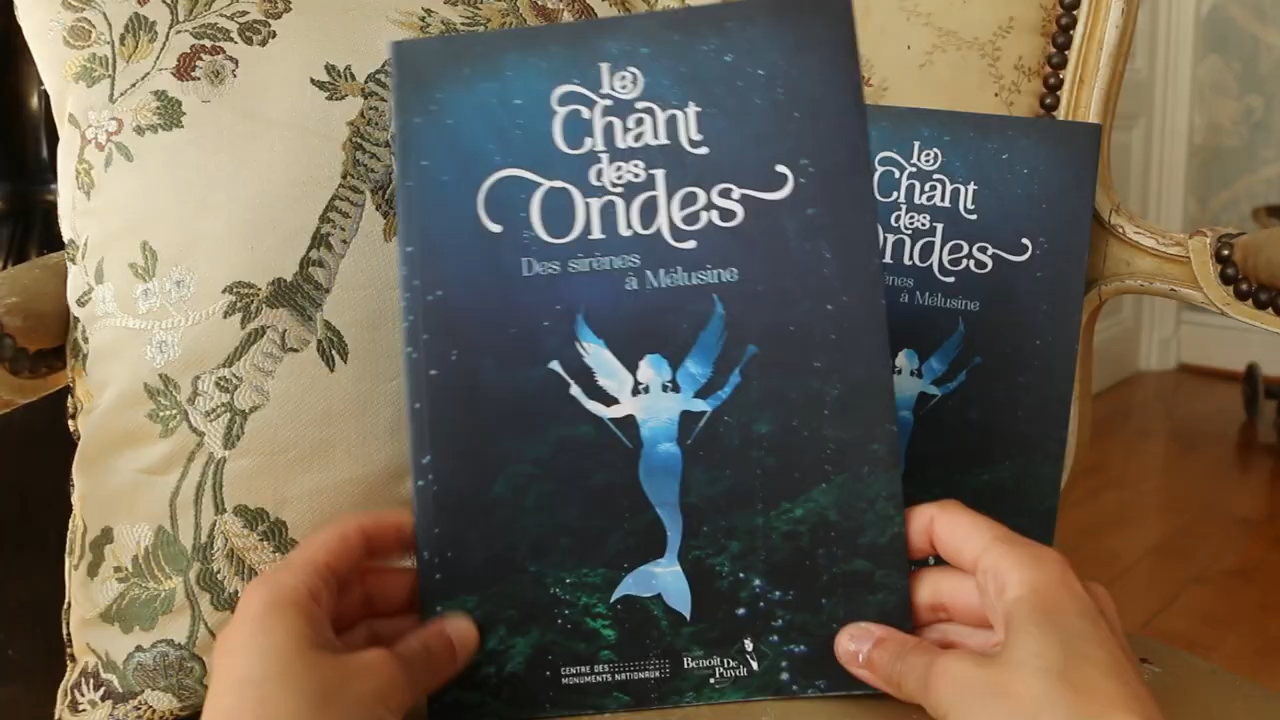 Le
Chant
des
Ondes
Des sirènes
à Mélusine
CENTRE DES
MONUMENTS NATIONAUX
Benoît De
Puydt
Le
Chant
des
Ondes
à Mélusine